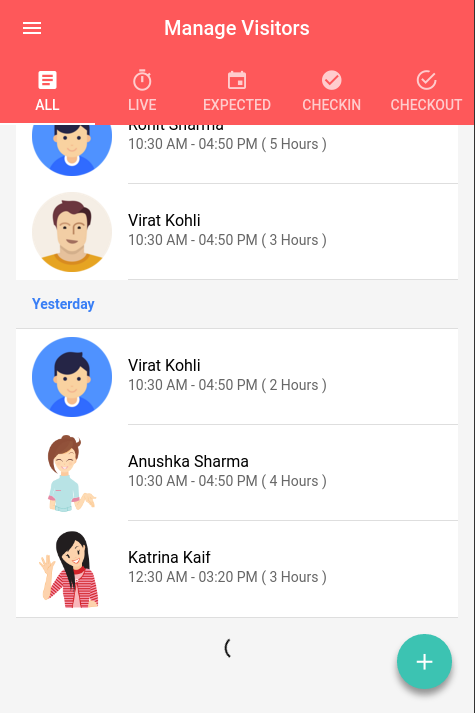 Manage Visitors
ALL LIVE EXPECTED CHECKIN CHECKOUT
Rohit Sharma
10:30 AM - 04:50 PM ( 5 Hours )
Virat Kohli
10:30 AM - 04:50 PM ( 3 Hours )
Yesterday
Virat Kohli
10:30 AM - 04:50 PM ( 2 Hours )
Anushka Sharma
10:30 AM - 04:50 PM ( 4 Hours )
Katrina Kaif
12:30 AM - 03:20 PM ( 3 Hours )